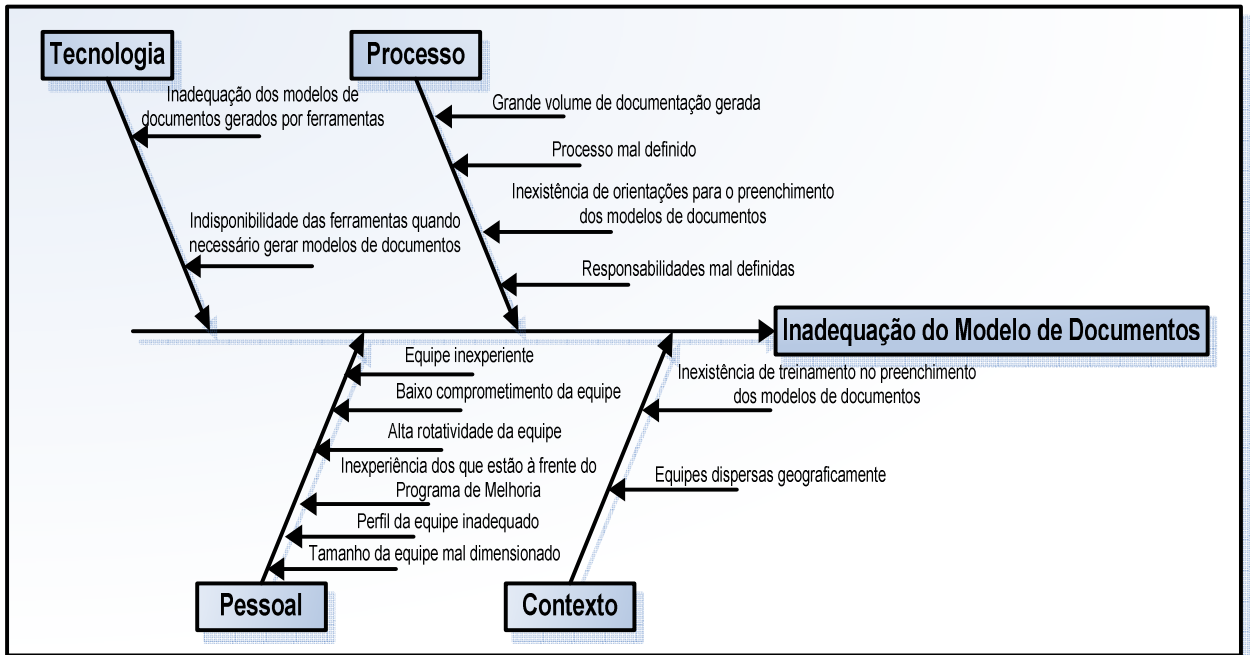 Tecnologia
Processo
Inadequação dos modelos de
documentos gerados por ferramentas
Indisponibilidade das ferramentas quando
necessário gerar modelos de documentos
Grande volume de documentação gerada
Processo mal definido
Inexistência de orientações para o preenchimento
dos modelos de documentos
Responsabilidades mal definidas
Inadequação do Modelo de Documentos
Equipe inexperiente
Baixo comprometimento da equipe
Alta rotatividade da equipe
Inexperiência dos que estão à frente do
Programa de Melhoria
Perfil da equipe inadequado
Tamanho da equipe mal dimensionado
Inexistência de treinamento no preenchimento
dos modelos de documentos
Equipes dispersas geograficamente
Pessoal
Contexto